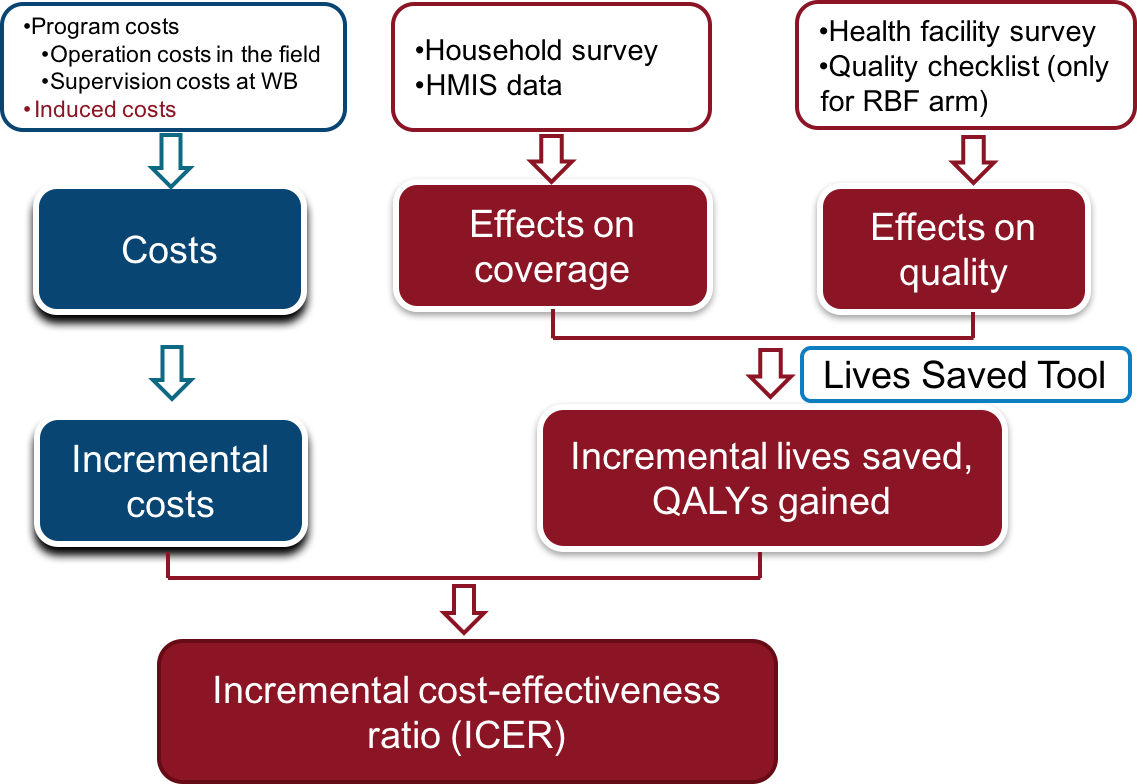 •Program costs
•Operation costs in the field
•Supervision costs at WB
•Induced costs
•Household survey
•HMIS data
•Health facility survey
•Quality checklist (only
for RBF arm)
Costs
Effects on
coverage
Effects on
quality
Lives Saved Tool
Incremental
costs
Incremental lives saved,
QALYs gained
Incremental cost-effectiveness
ratio (ICER)